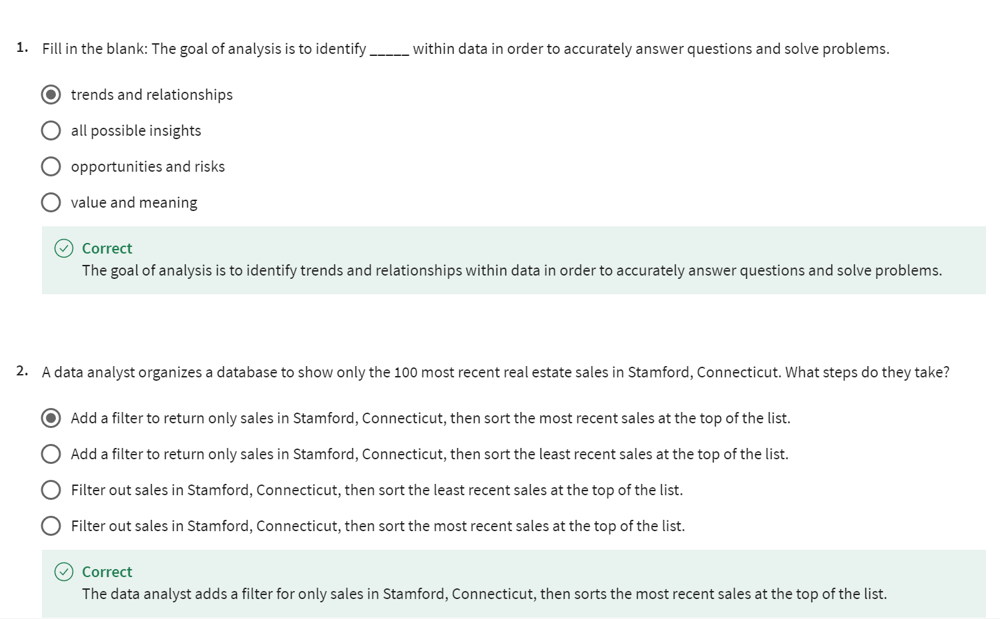 1. Fill in the blank: The goal of analysis is to identify _____ within data in order to accurately answer questions and solve problems.
trends and relationships
all possible insights
opportunities and risks
value and meaning
Correct
The goal of analysis is to identify trends and relationships within data in order to accurately answer questions and solve problems.
2. A data analyst organizes a database to show only the 100 most recent real estate sales in Stamford, Connecticut. What steps do they take?
Add a filter to return only sales in Stamford, Connecticut, then sort the most recent sales at the top of the list.
Add a filter to return only sales in Stamford, Connecticut, then sort the least recent sales at the top of the list.
Filter out sales in Stamford, Connecticut, then sort the least recent sales at the top of the list.
Filter out sales in Stamford, Connecticut, then sort the most recent sales at the top of the list.
Correct
The data analyst adds a filter for only sales in Stamford, Connecticut, then sorts the most recent sales at the top of the list.